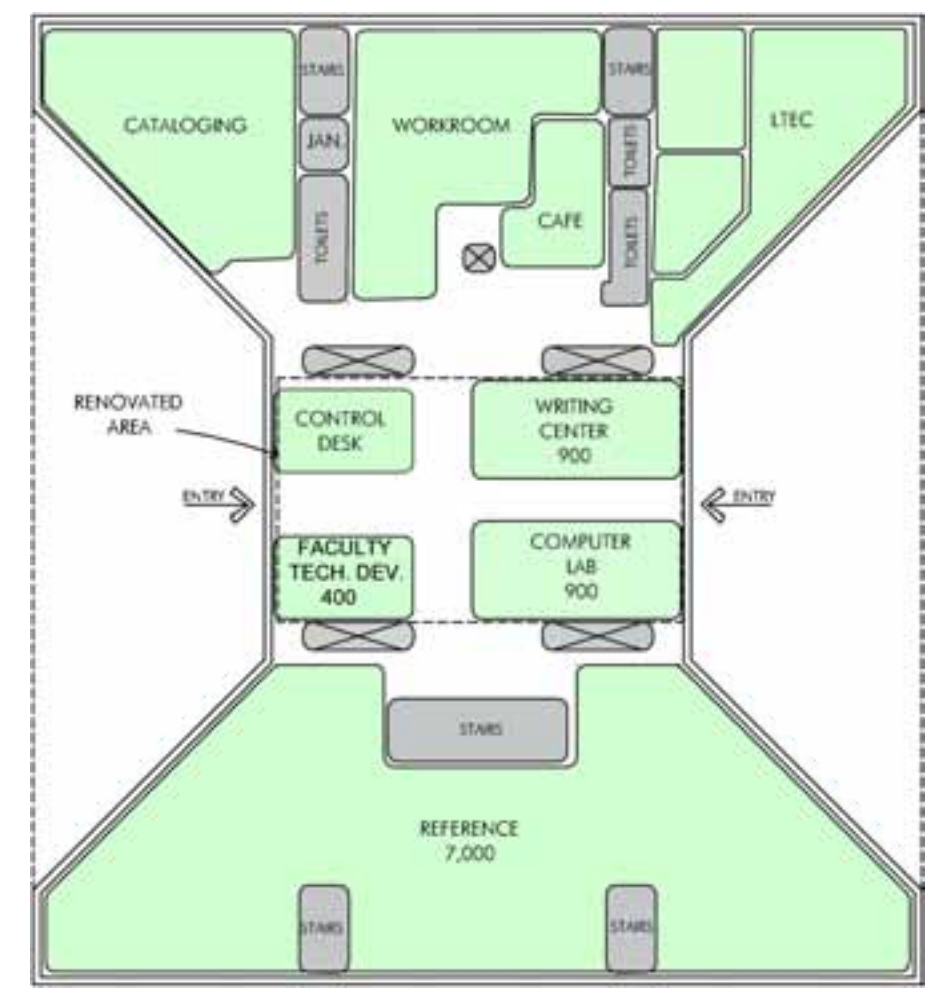 STAIRS
STAIRS
CATALOGING
WORKROOM
LTEC
JAN.
TOILETS
TOILETS
TOILETS
CAFE
RENOVATED
AREA
CONTROL
DESK
WRITING
CENTER
900
ENTRY
ENTRY
FACULTY
TECH. DEV.
400
COMPUTER
LAB
900
STAIRS
REFERENCE
7,000
STAIRS
STAIRS